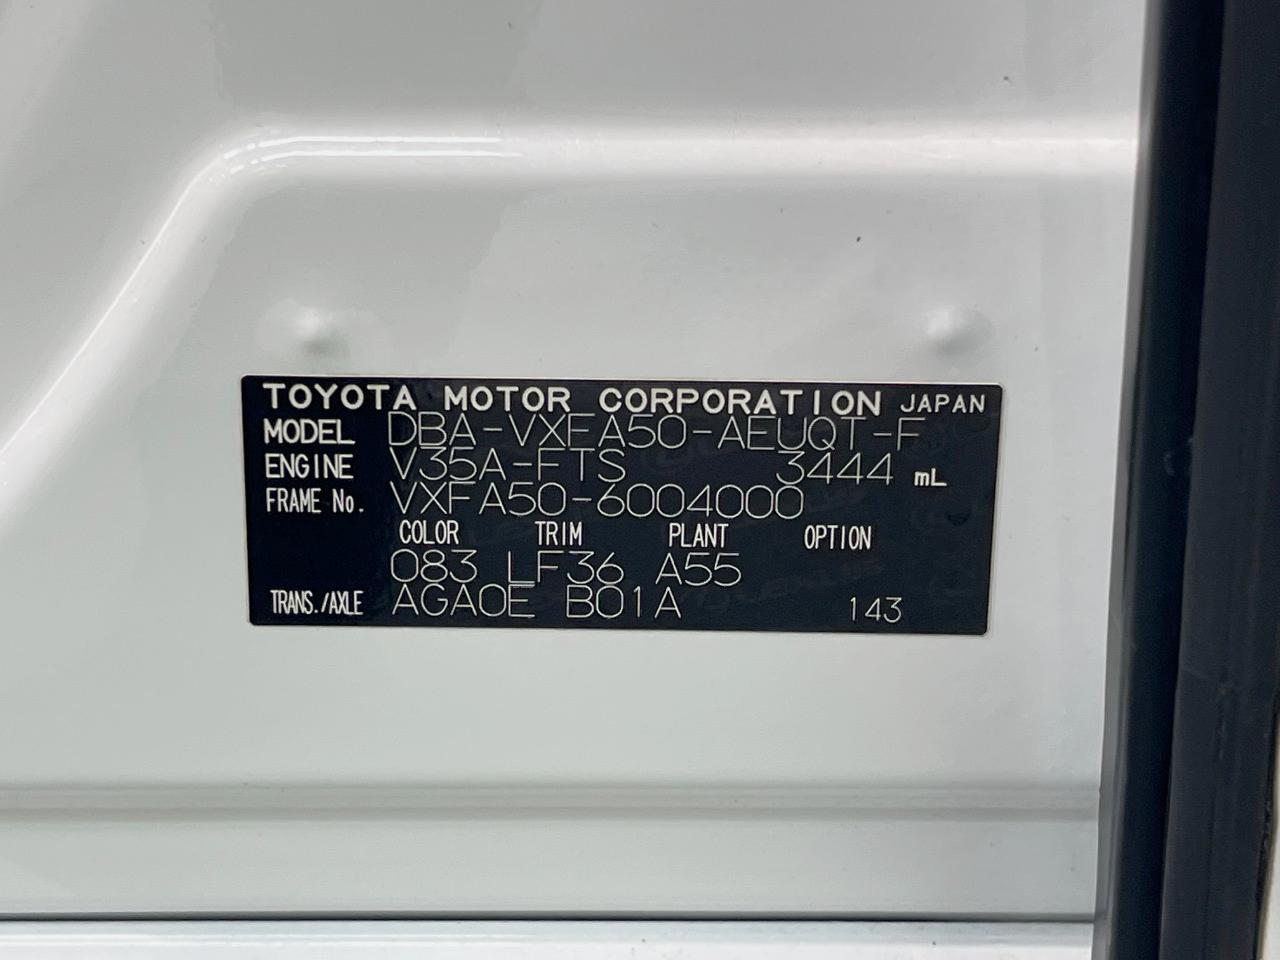 TOYOTA MOTOR CORPORATION JAPAN
MODEL DBA-VXFA50-AEUQT-F
ENGINE V35A-FTS 3444 mL
FRAME No. VXFA50-6004000
COLOR TRIM PLANT OPTION
083 LF36 A55
TRANS./AXLE AGA0E B01A 143